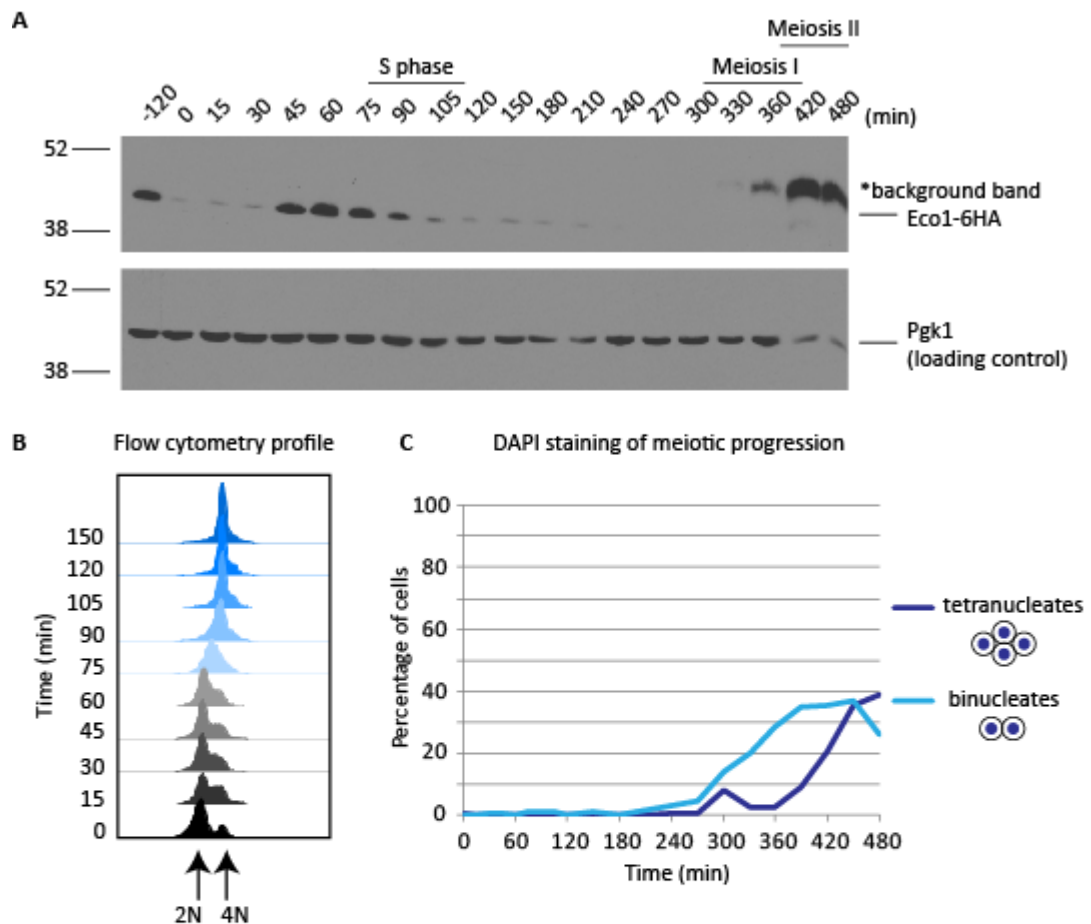 A
Meiosis II
S phase
Meiosis I
-120 0 15 30 45 60 75 90 105 120 150 180 210 240 270 300 330 360 420 480 (min)
52
*background band
Eco1-6HA
38
52
Pgk1
(loading control)
38
B
Flow cytometry profile
Time (min)
150
120
105
90
75
60
45
30
15
0
2N 4N
C
DAPI staining of meiotic progression
Percentage of cells
100
80
60
40
20
0
0 60 120 180 240 300 360 420 480
Time (min)
tetranucleates
binucleates